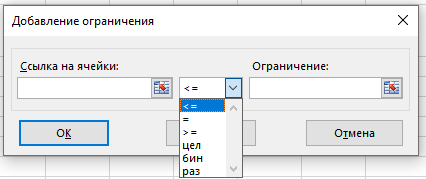 Добавление ограничения
Ссылка на ячейки:
Ограничение:
<=
<=
=
>=
цел
бин
раз
ОК
Отмена